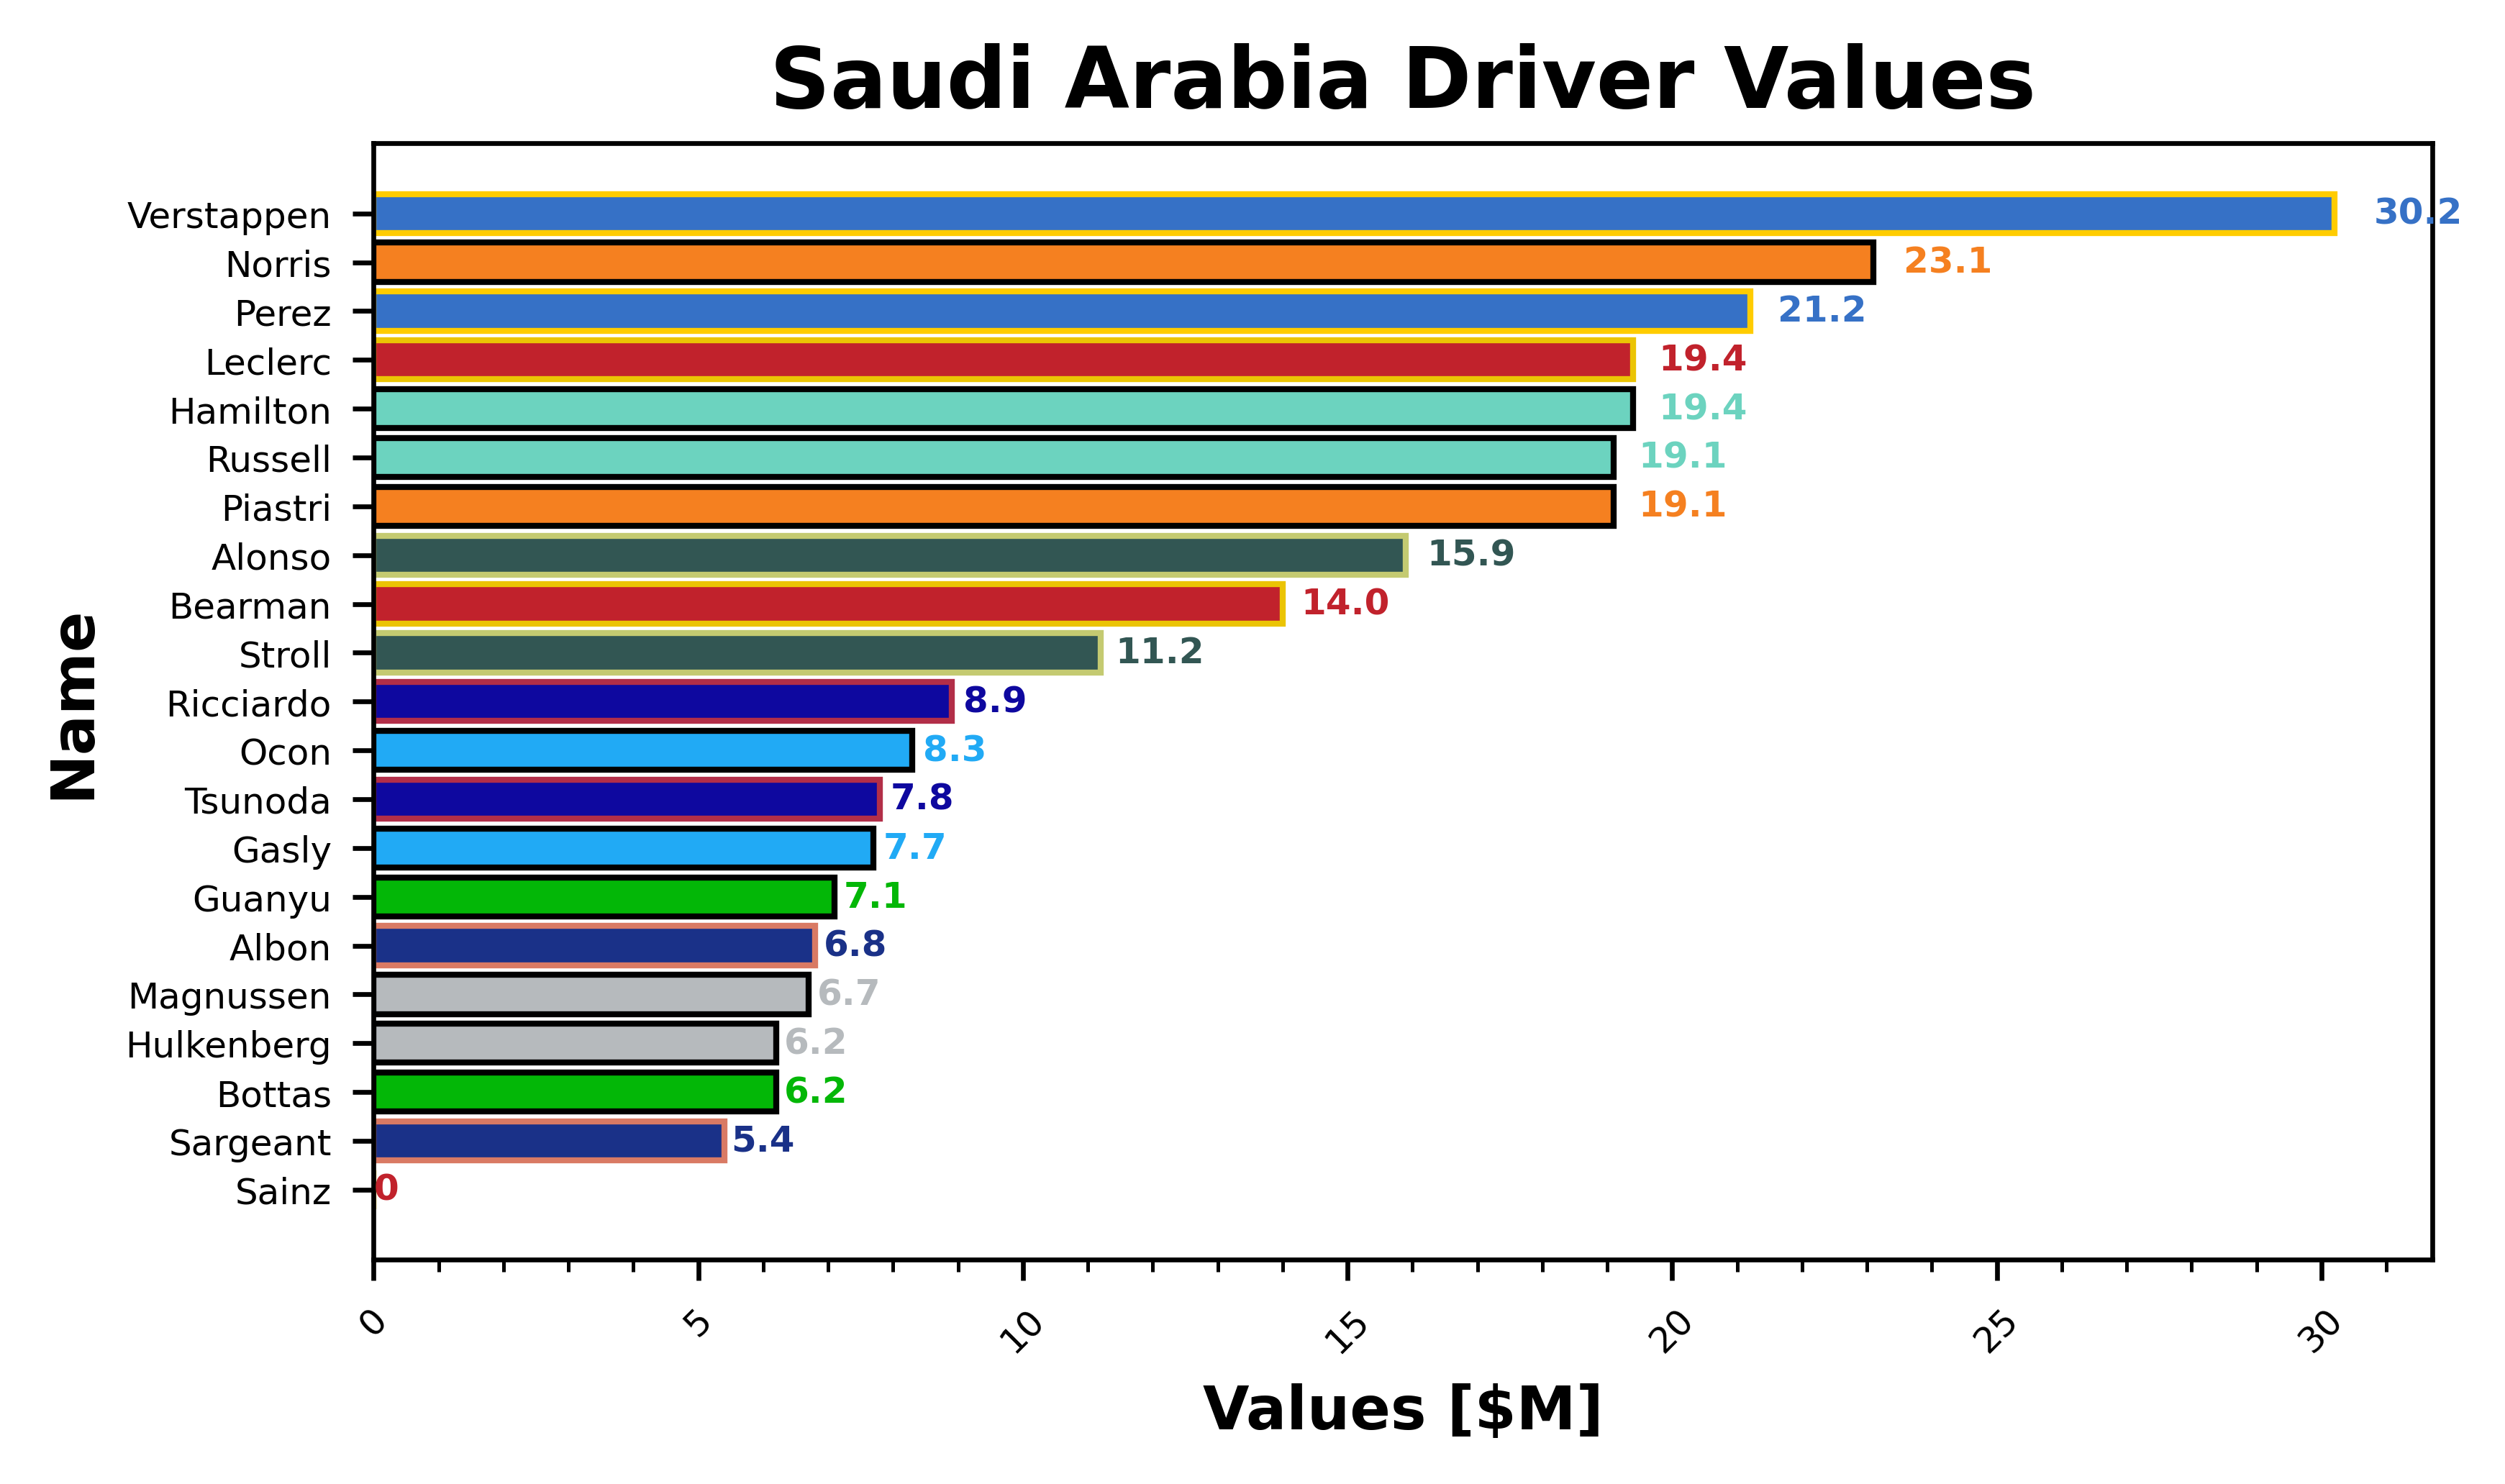 Saudi Arabia Driver Values
Name
Verstappen 30.2
Norris 23.1
Perez 21.2
Leclerc 19.4
Hamilton 19.4
Russell 19.1
Piastri 19.1
Alonso 15.9
Bearman 14.0
Stroll 11.2
Ricciardo 8.9
Ocon 8.3
Tsunoda 7.8
Gasly 7.7
Guanyu 7.1
Albon 6.8
Magnussen 6.7
Hulkenberg 6.2
Bottas 6.2
Sargeant 5.4
Sainz 0
0 5 10 15 20 25 30
Values [$M]